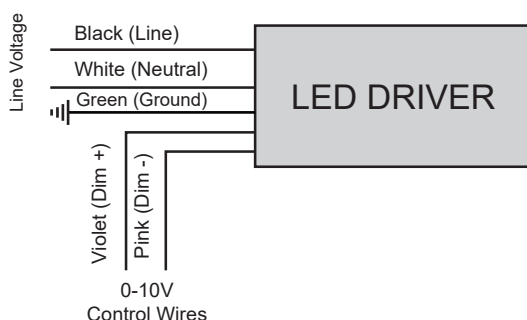 Line Voltage
Black (Line)
White (Neutral)
Green (Ground)
LED DRIVER
Violet (Dim +)
Pink (Dim -)
0-10V
Control Wires